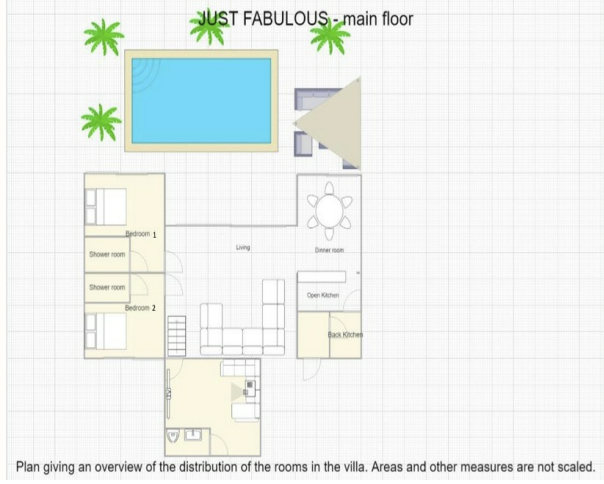 JUST FABULOUS - main floor
Bedroom 1
Living
Dinner room
Shower room
Shower room
Open Kitchen
Bedroom 2
Back Kitchen
Plan giving an overview of the distribution of the rooms in the villa. Areas and other measures are not scaled.